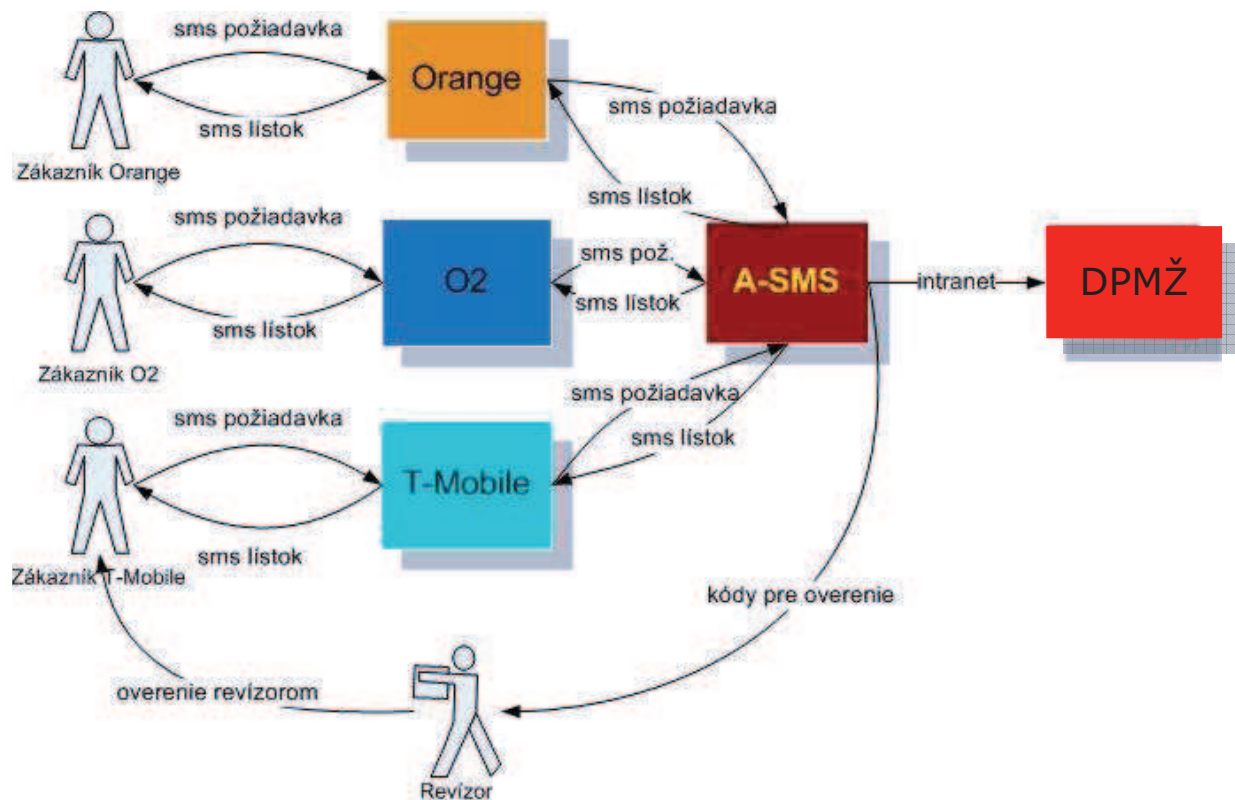 sms požiadavka
Orange
sms požiadavka
sms lístok
Zákazník Orange
sms lístok
sms požiadavka
O2
sms pož.
A-SMS
intranet
DPMŽ
sms lístok
sms lístok
Zákazník O2
sms požiadavka
sms požiadavka
T-Mobile
sms lístok
sms lístok
Zákazník T-Mobile
kódy pre overenie
overenie revízorom
Revízor